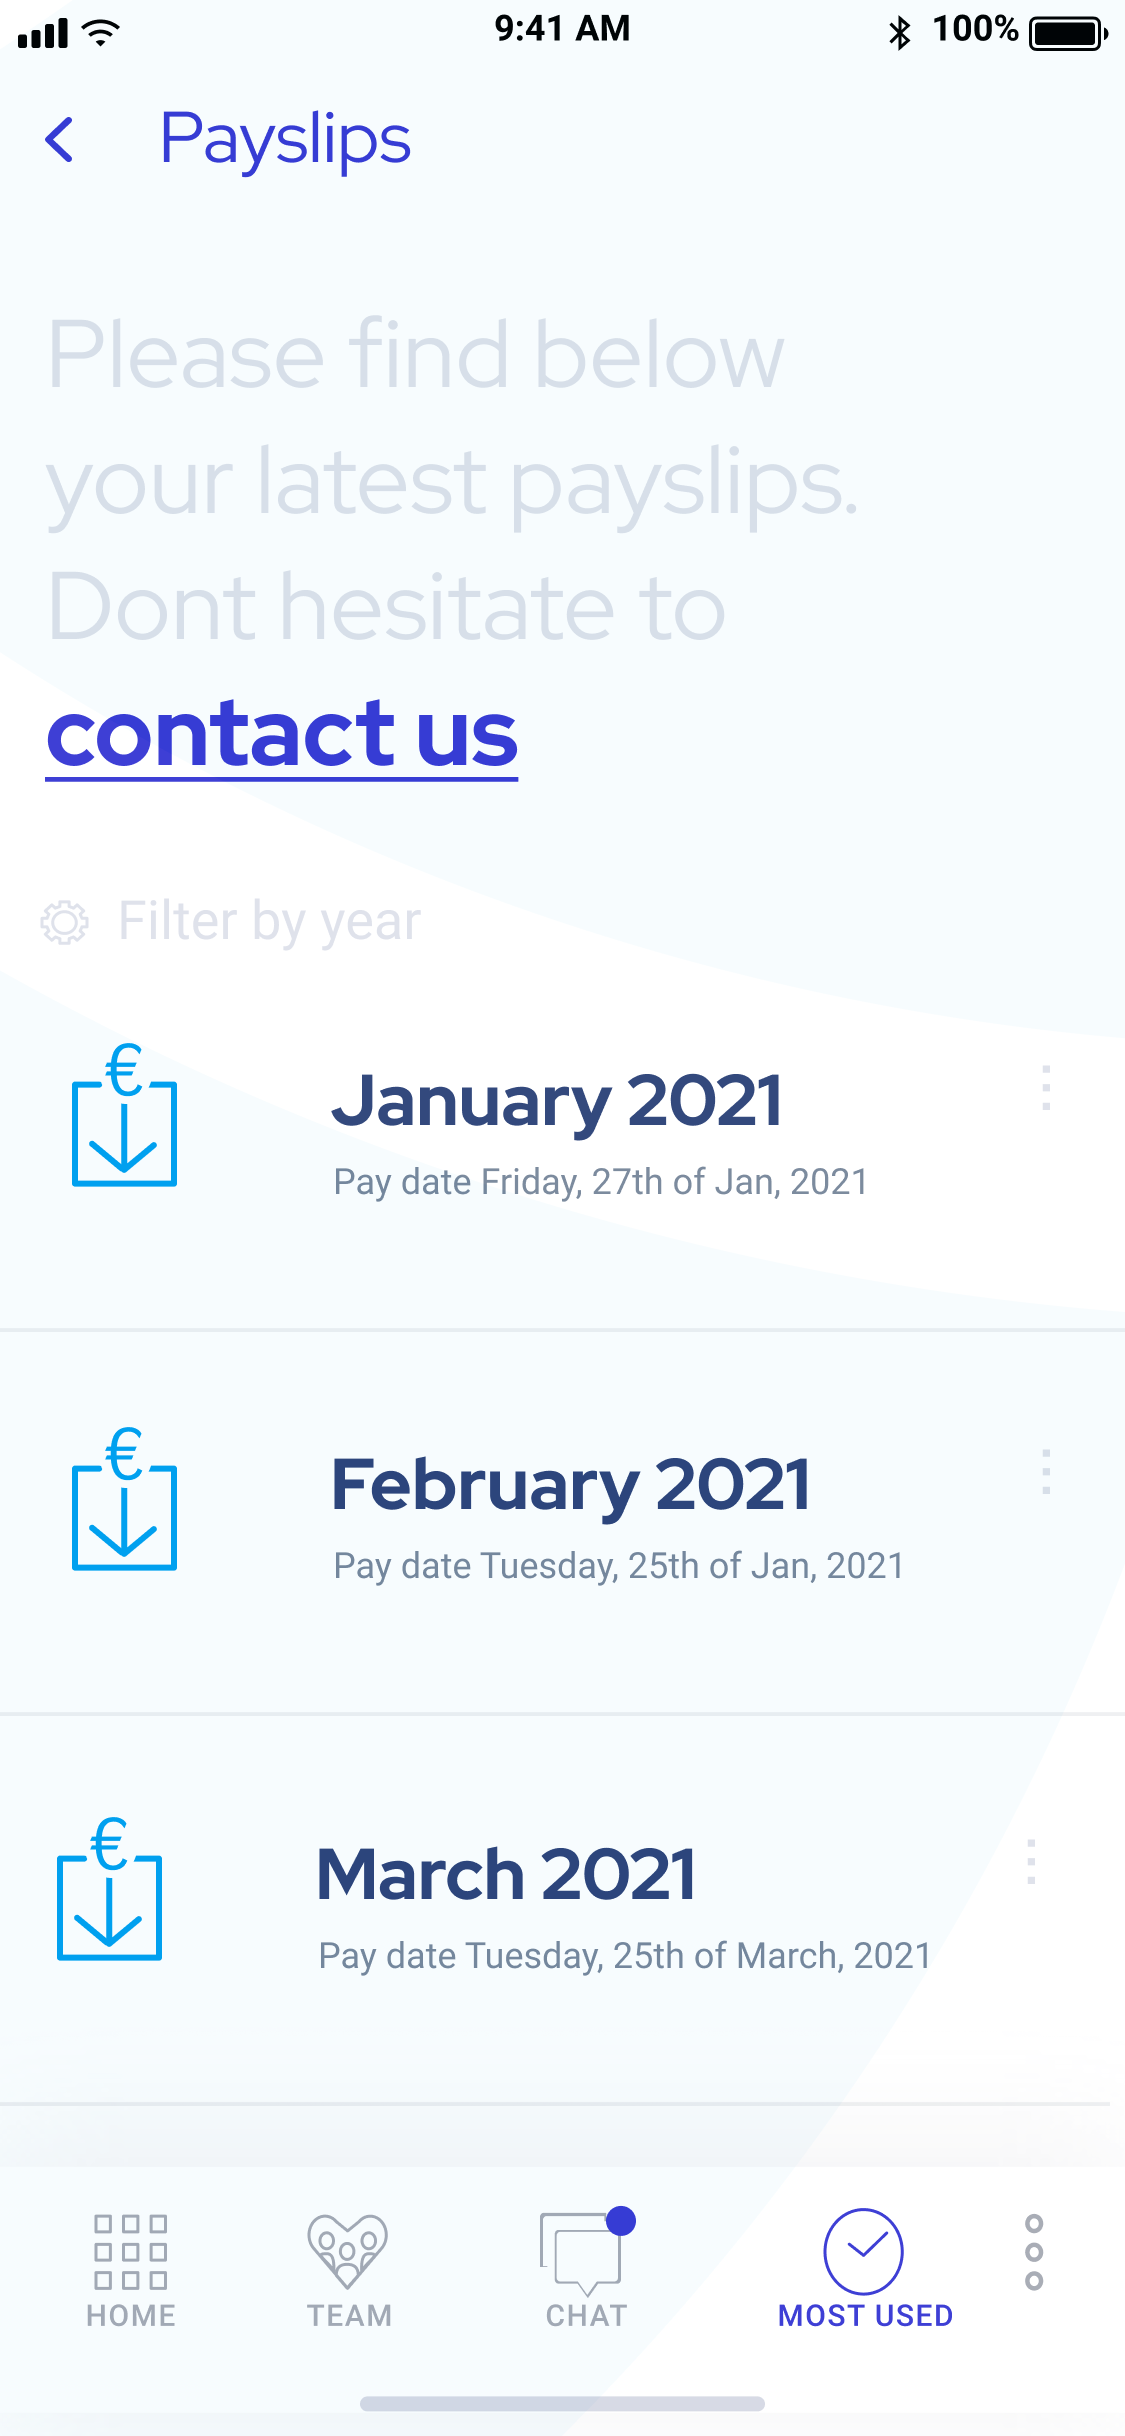 9:41 AM
100%
Payslips
Please find below
your latest payslips.
Dont hesitate to
contact us
Filter by year
€
January 2021
Pay date Friday, 27th of Jan, 2021
€
February 2021
Pay date Tuesday, 25th of Jan, 2021
€
March 2021
Pay date Tuesday, 25th of March, 2021
HOME
TEAM
CHAT
MOST USED